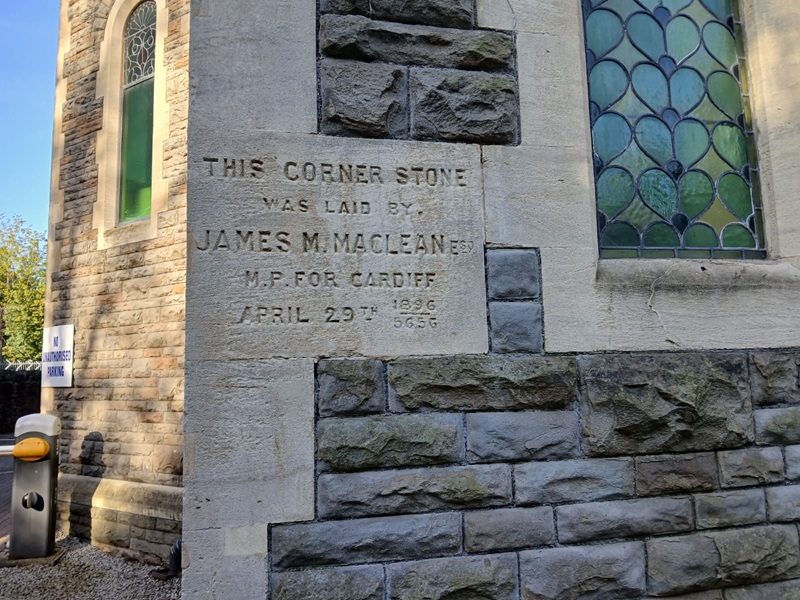 THIS CORNER STONE
WAS LAID BY,
JAMES M. MACLEAN ESQ.
M.P. FOR CARDIFF
APRIL 29TH 1896
5656
NO
UNAUTHORISED
PARKING